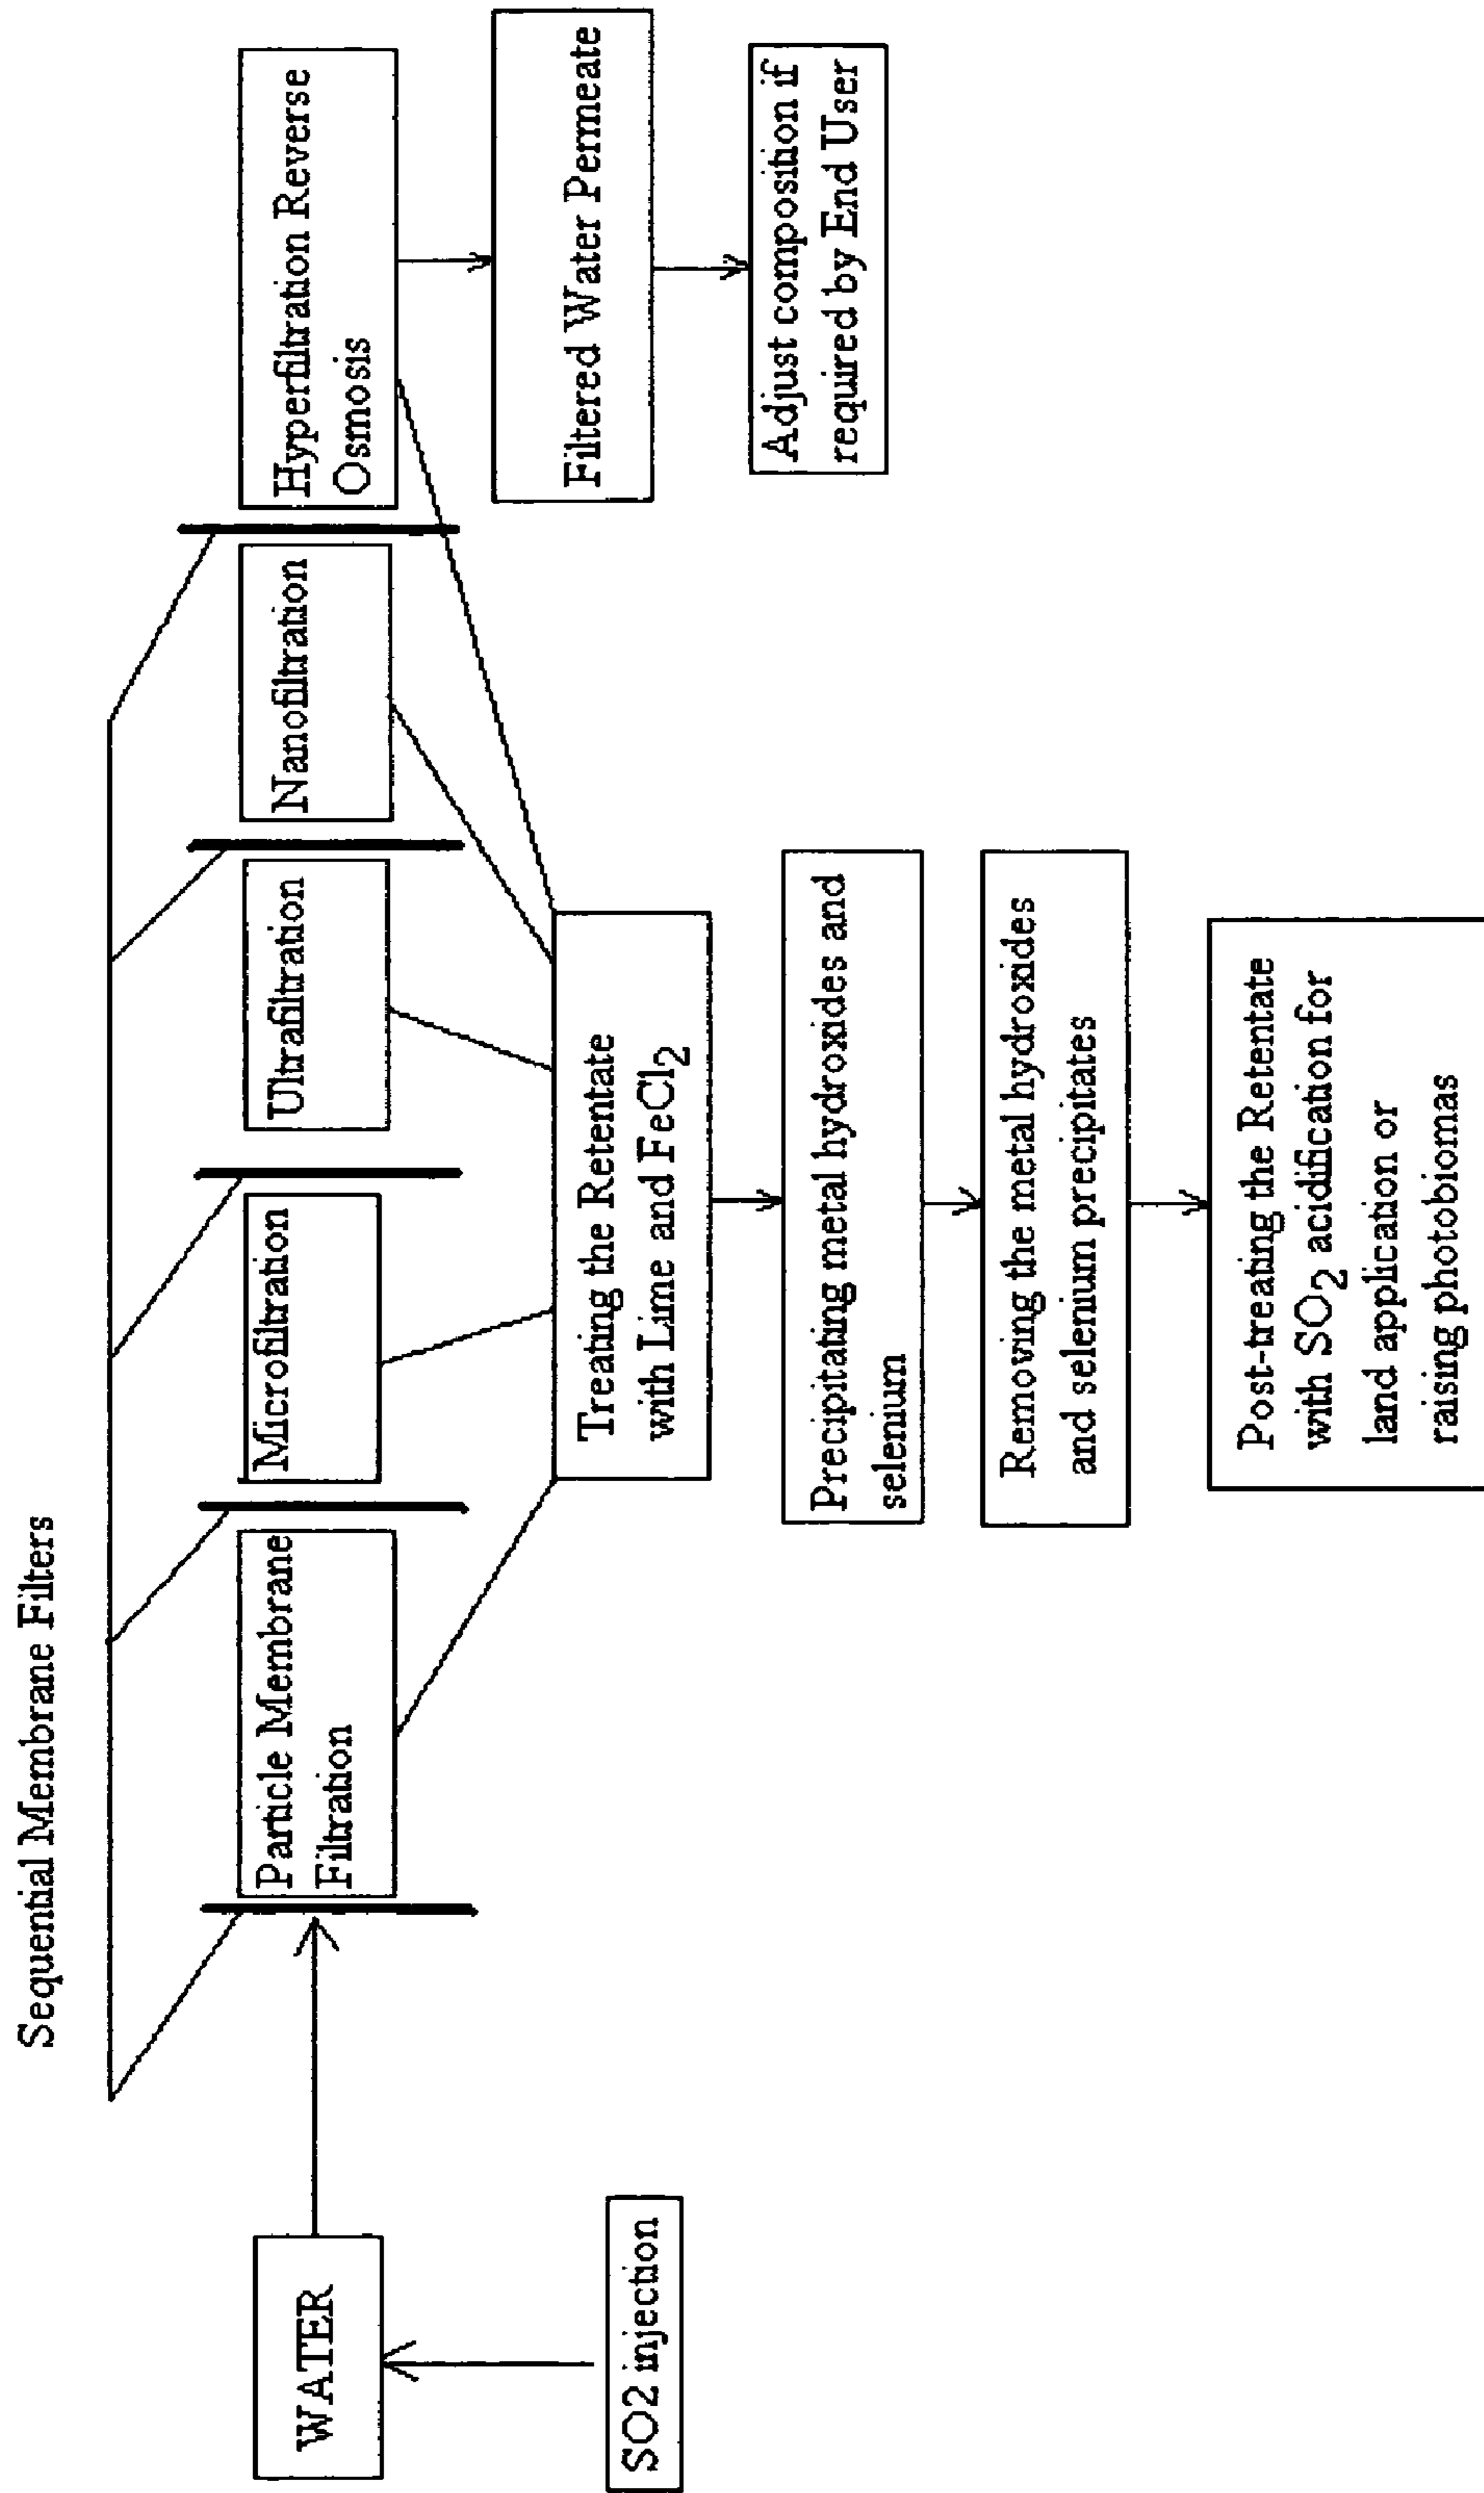 Sequential Membrane Filters
WATER
SO2 injection
Particle Membrane
Filtration
Microfiltration
Ultrafiltration
Nanofiltration
Hyperfiltration Reverse
Osmosis
Filtered Water Permeate
Adjust composition if
required by End User
Treating the Retentate
with Lime and FeCl2
Precipitating metal hydroxides and
selenium
Removing the metal hydroxides
and selenium precipitates
Post-treating the Retentate
with SO2 acidification for
land application or
raising photobiomas